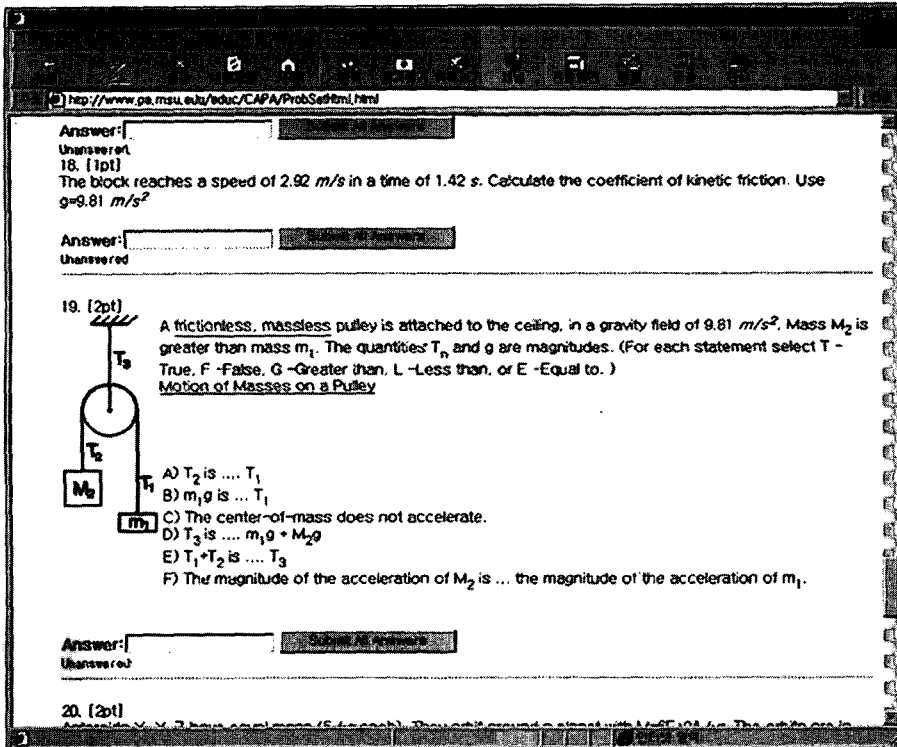 http://www.pa.msu.edu/educ/CAPA/ProbSetHtml.html
Answer:
Submit All Answers
Unanswered
18. [1pt]
The block reaches a speed of 2.92 m/s in a time of 1.42 s. Calculate the coefficient of kinetic friction. Use
g=9.81 m/s²
Answer:
Submit All Answers
Unanswered
19. [2pt]
A frictionless, massless pulley is attached to the ceiling, in a gravity field of 9.81 m/s². Mass M₂ is
greater than mass m₁. The quantities Tₙ and g are magnitudes. (For each statement select T -
True, F -False, G -Greater than, L -Less than, or E -Equal to. )
Motion of Masses on a Pulley
T₃
T₂
T₁
M₂
m₁
A) T₂ is .... T₁
B) m₁g is ... T₁
C) The center-of-mass does not accelerate.
D) T₃ is .... m₁g + M₂g
E) T₁+T₂ is .... T₃
F) The magnitude of the acceleration of M₂ is ... the magnitude of the acceleration of m₁.
Answer:
Submit All Answers
Unanswered
20. [2pt]